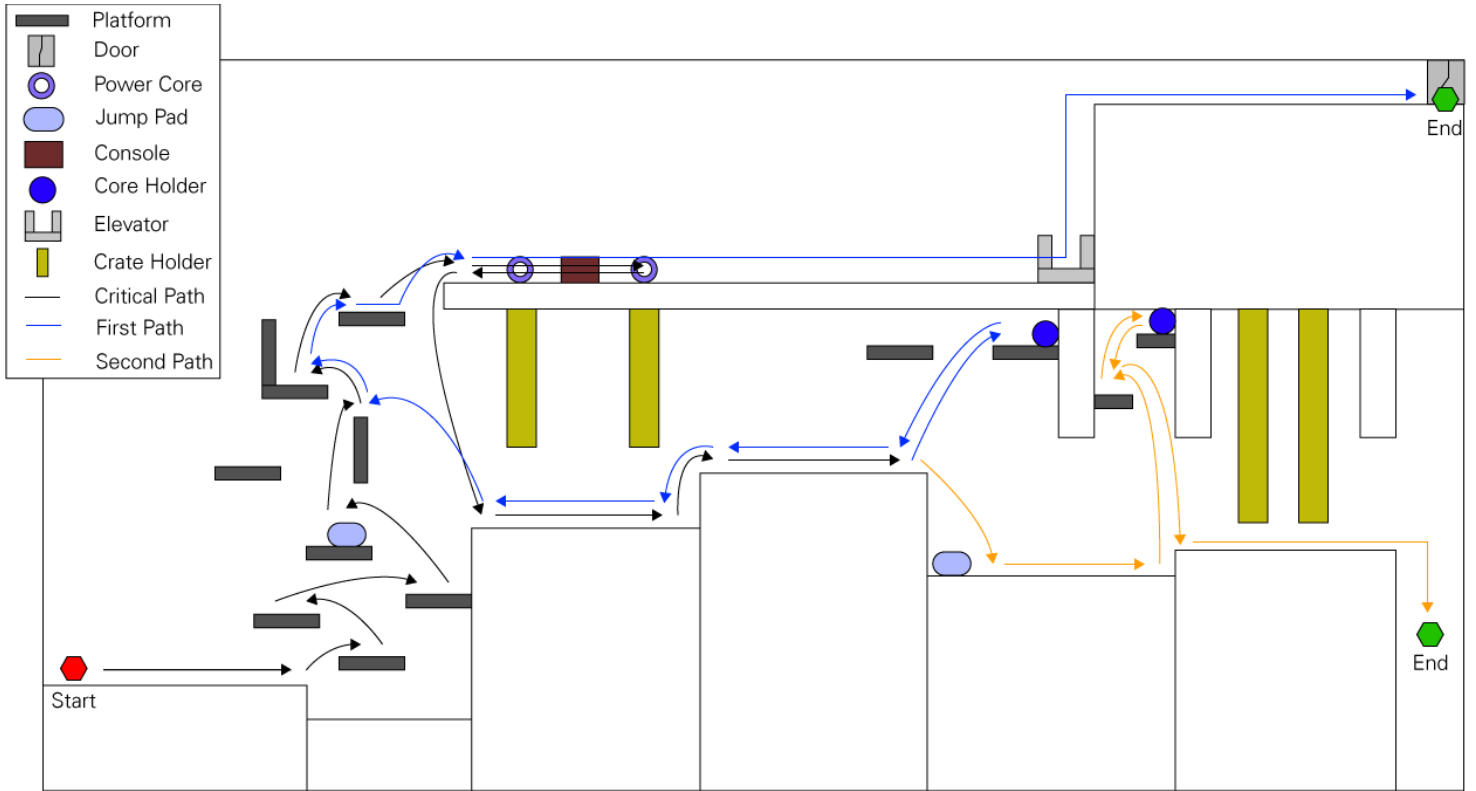 Platform
Door
Power Core
Jump Pad
Console
Core Holder
Elevator
Crate Holder
Critical Path
First Path
Second Path
End
Start
End